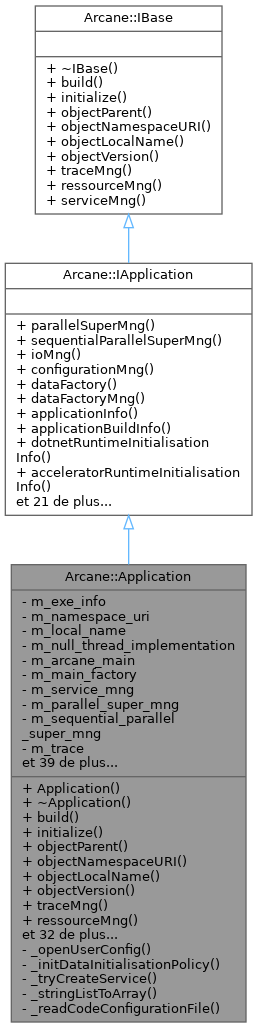 Arcane::IBase
+ ~IBase()
+ build()
+ initialize()
+ objectParent()
+ objectNamespaceURI()
+ objectLocalName()
+ objectVersion()
+ traceMng()
+ ressourceMng()
+ serviceMng()
Arcane::IApplication
+ parallelSuperMng()
+ sequentialParallelSuperMng()
+ ioMng()
+ configurationMng()
+ dataFactory()
+ dataFactoryMng()
+ applicationInfo()
+ applicationBuildInfo()
+ dotnetRuntimeInitialisation
Info()
+ acceleratorRuntimeInitialisation
Info()
et 21 de plus...
Arcane::Application
- m_exe_info
- m_namespace_uri
- m_local_name
- m_null_thread_implementation
- m_arcane_main
- m_main_factory
- m_service_mng
- m_parallel_super_mng
- m_sequential_parallel
_super_mng
- m_trace
et 39 de plus...
+ Application()
+ ~Application()
+ build()
+ initialize()
+ objectParent()
+ objectNamespaceURI()
+ objectLocalName()
+ objectVersion()
+ traceMng()
+ ressourceMng()
et 32 de plus...
- _openUserConfig()
- _initDataInitialisationPolicy()
- _tryCreateService()
- _stringListToArray()
- _readCodeConfigurationFile()